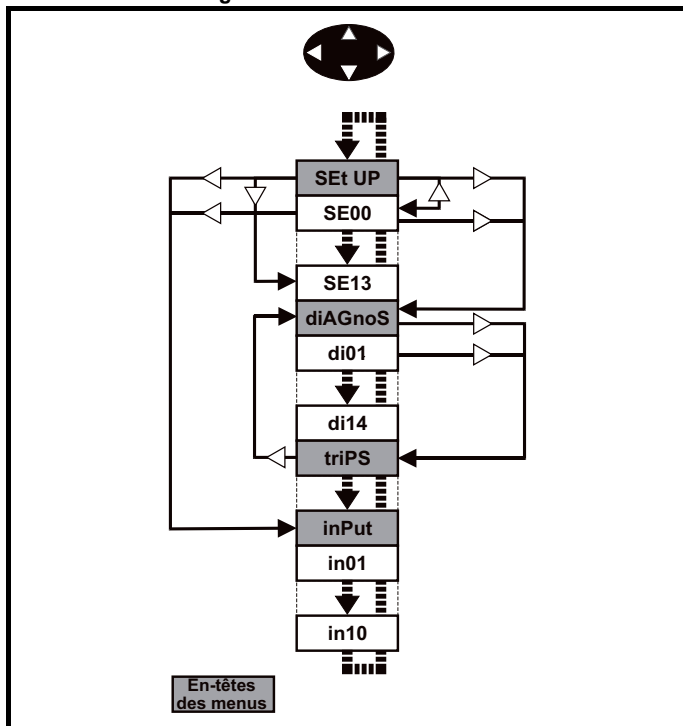 SEt UP
SE00
SE13
diAGnoS
di01
di14
triPS
inPut
in01
in10
En-têtes
des menus